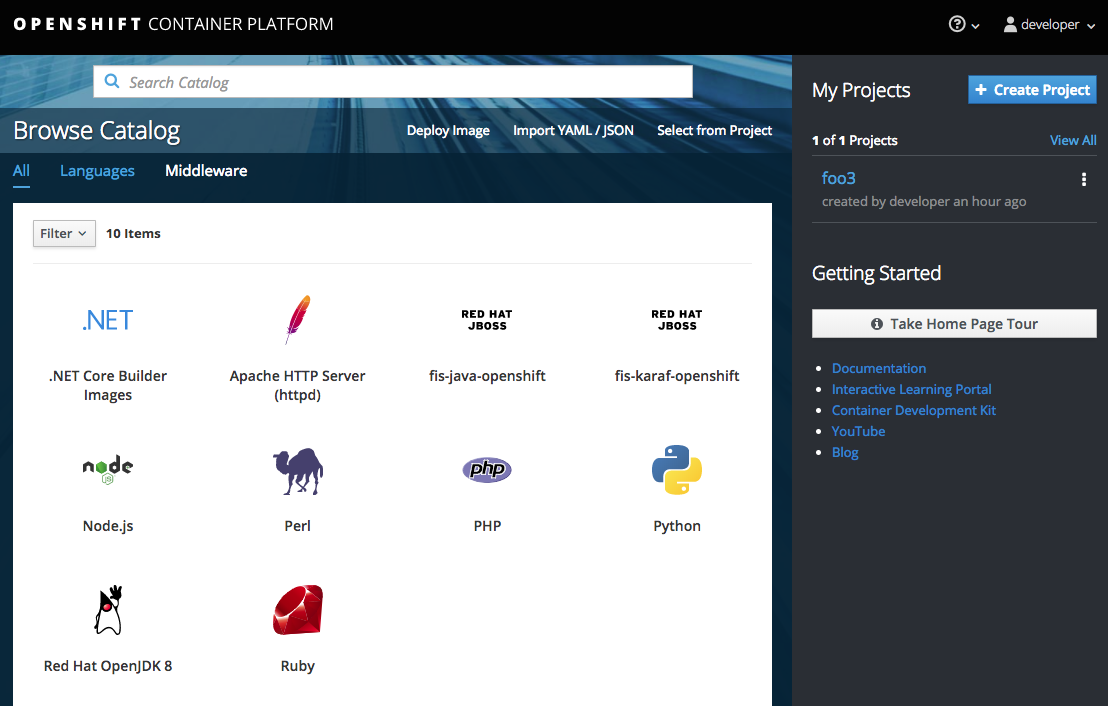 OPENSHIFT CONTAINER PLATFORM
?
developer
Search Catalog
Browse Catalog
Deploy Image
Import YAML / JSON
Select from Project
All
Languages
Middleware
Filter
10 Items
.NET
.NET Core Builder
Images
Apache HTTP Server
(httpd)
RED HAT
JBOSS
fis-java-openshift
RED HAT
JBOSS
fis-karaf-openshift
node
JS
Node.js
Perl
php
PHP
Python
Red Hat OpenJDK 8
Ruby
My Projects
+ Create Project
1 of 1 Projects
View All
foo3
created by developer an hour ago
Getting Started
Take Home Page Tour
Documentation
Interactive Learning Portal
Container Development Kit
YouTube
Blog